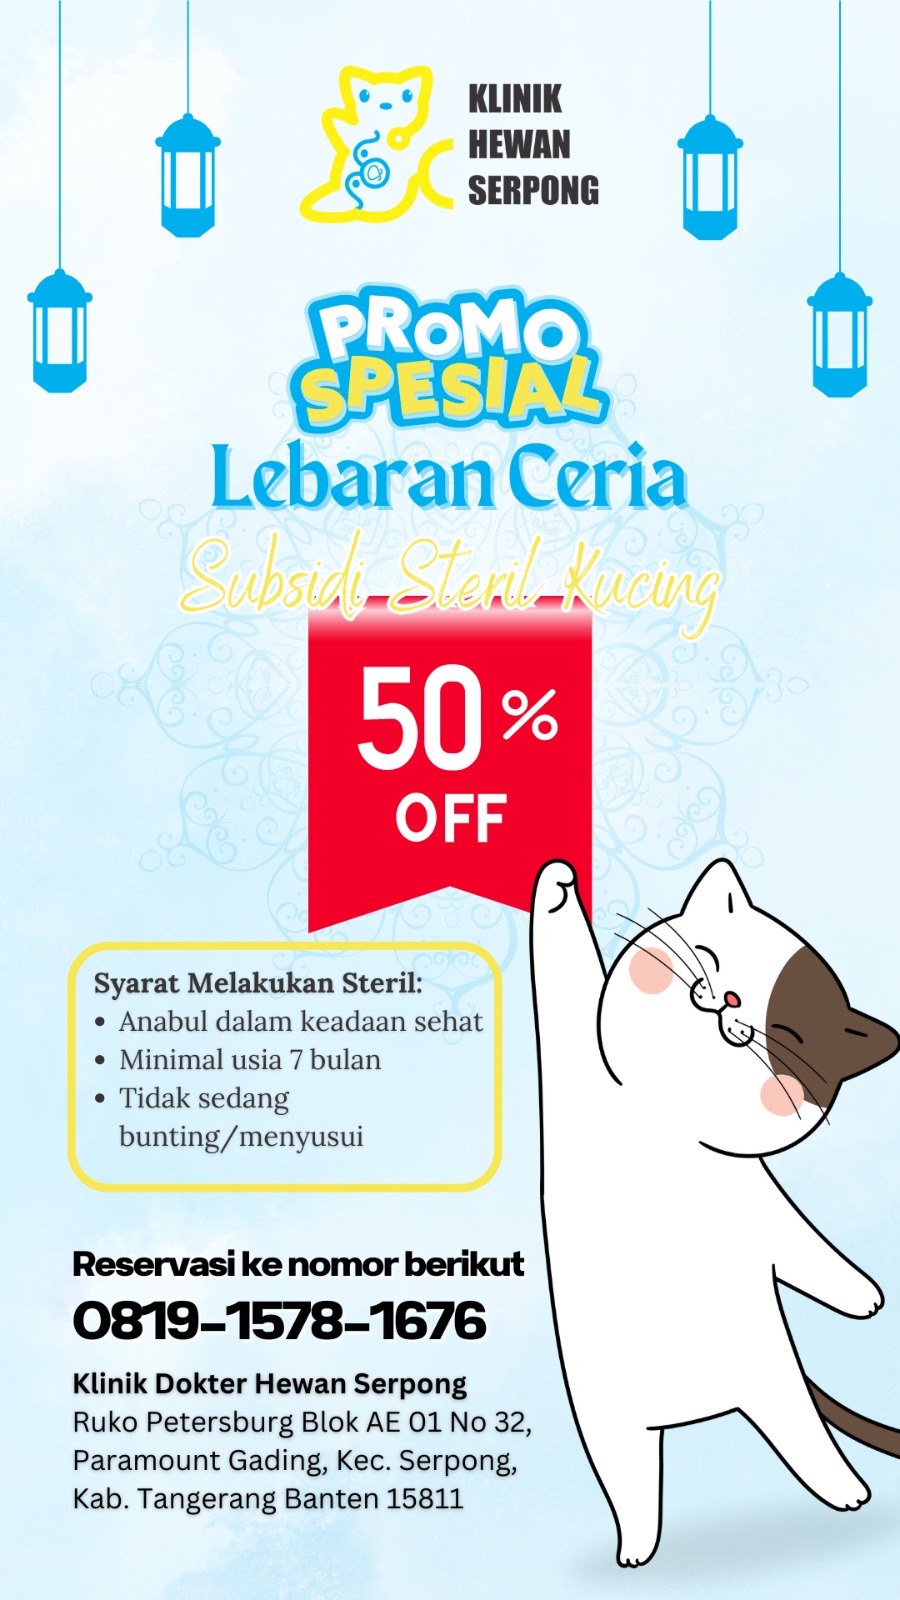 KLINIK
HEWAN
SERPONG
PROMO
SPESIAL
Lebaran Ceria
Subsidi Steril Kucing
50%
OFF
Syarat Melakukan Steril:
• Anabul dalam keadaan sehat
• Minimal usia 7 bulan
• Tidak sedang
bunting/menyusui
Reservasi ke nomor berikut
0819-1578-1676
Klinik Dokter Hewan Serpong
Ruko Petersburg Blok AE 01 No 32,
Paramount Gading, Kec. Serpong,
Kab. Tangerang Banten 15811